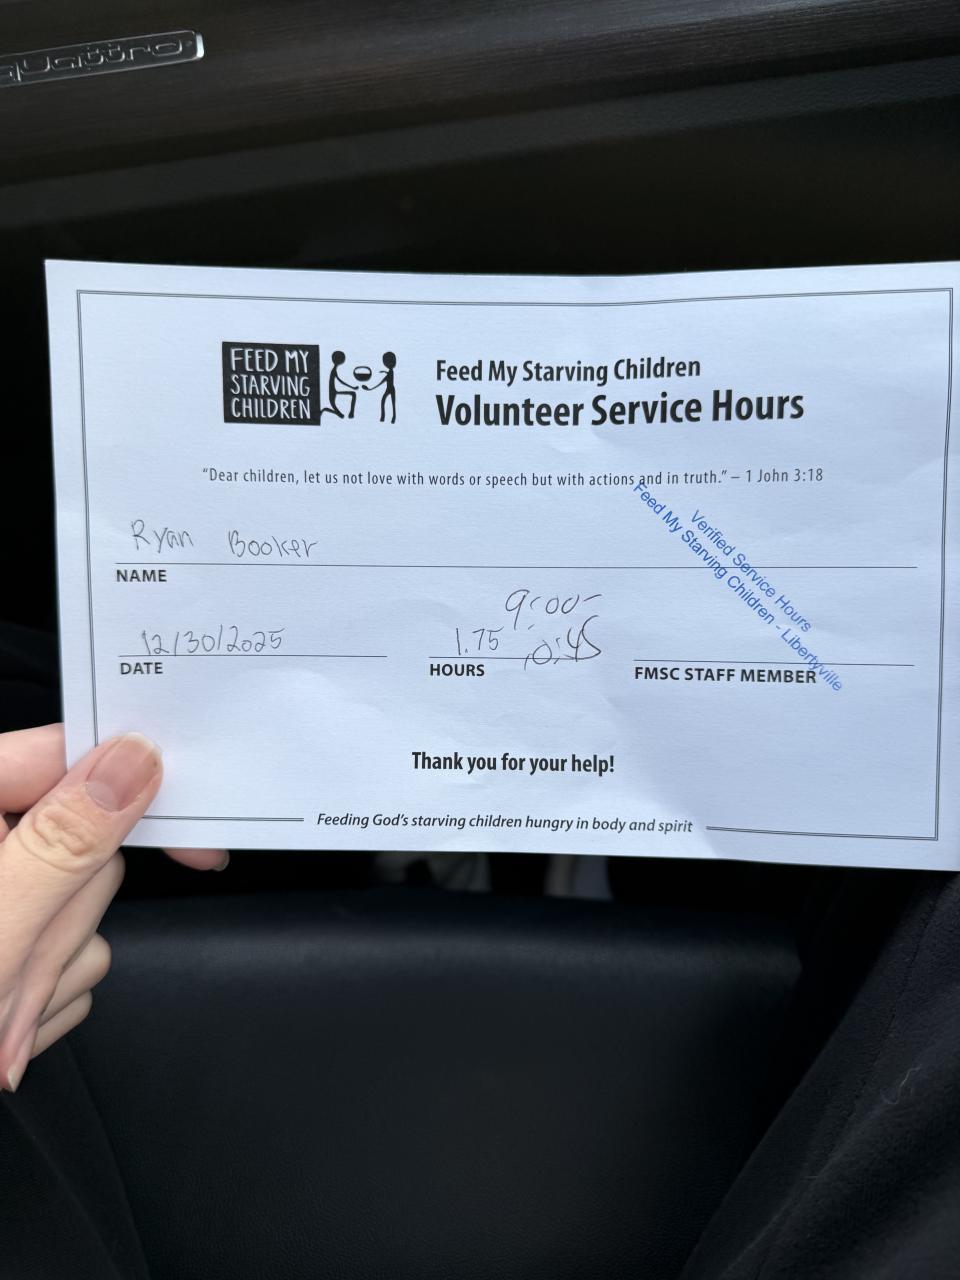 quattro
FEED MY
STARVING
CHILDREN
Feed My Starving Children
Volunteer Service Hours
“Dear children, let us not love with words or speech but with actions and in truth.” – 1 John 3:18
Ryan Booker
NAME
Verified Service Hours
Feed My Starving Children - Libertyville
12/30/2025
DATE
9:00-
1.75 10:45
HOURS
FMSC STAFF MEMBER
Thank you for your help!
Feeding God's starving children hungry in body and spirit